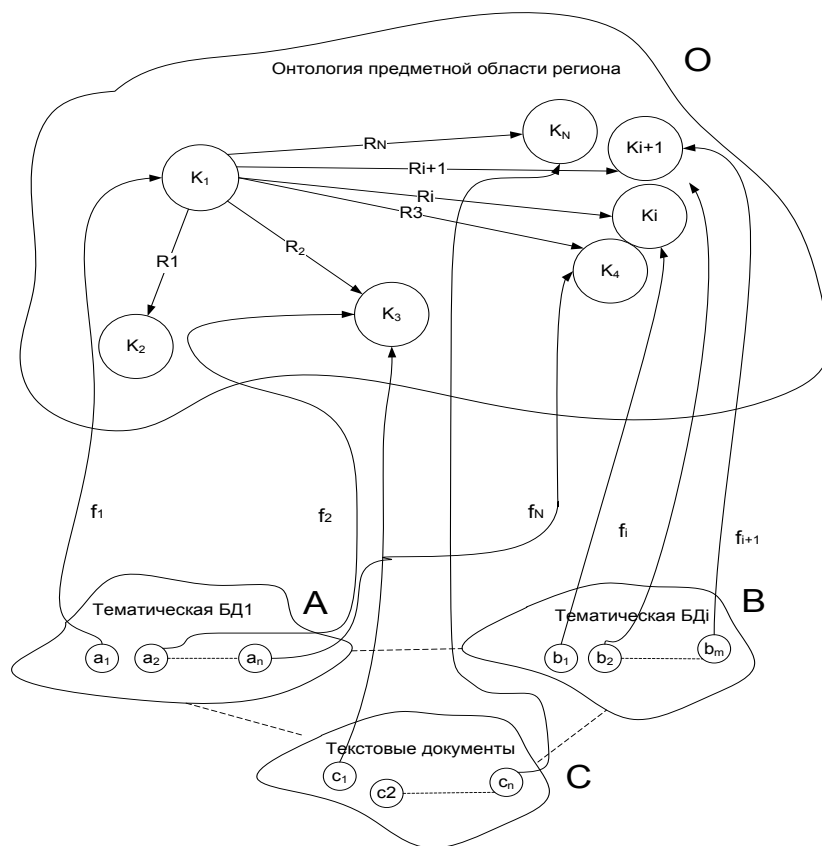 O
Онтология предметной области региона
RN
KN
Ki+1
Ri+1
K1
Ri
R3
Ki
R2
R1
K4
K3
K2
f1
f2
fN
fi
fi+1
A
B
Тематическая БД1
Тематическая БДi
a1
a2
an
b1
b2
bm
Текстовые документы
C
c1
c2
cn